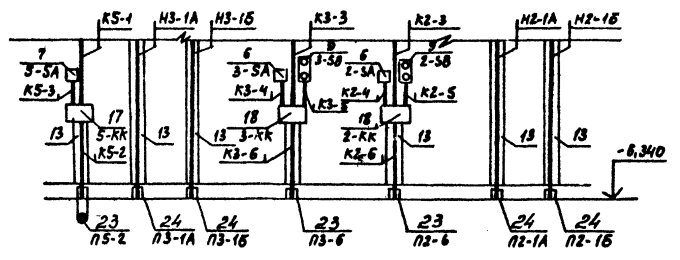 К5-1 Н3-1А Н3-1Б К3-3 К2-3 Н2-1А Н2-1Б
7 6 9 6 9
5-SA 3-SA 3-SB 2-SA 2-SB
К5-3 К3-4 К3-5 К2-4 К2-5
17 18 18
5-КК 3-КК 2-КК
13 13 13 13 13 13
К5-2 К3-6 К2-6
-6,340
23 24 24 23 23 24 24
П5-2 П3-1А П3-1Б П3-6 П2-6 П2-1А П2-1Б